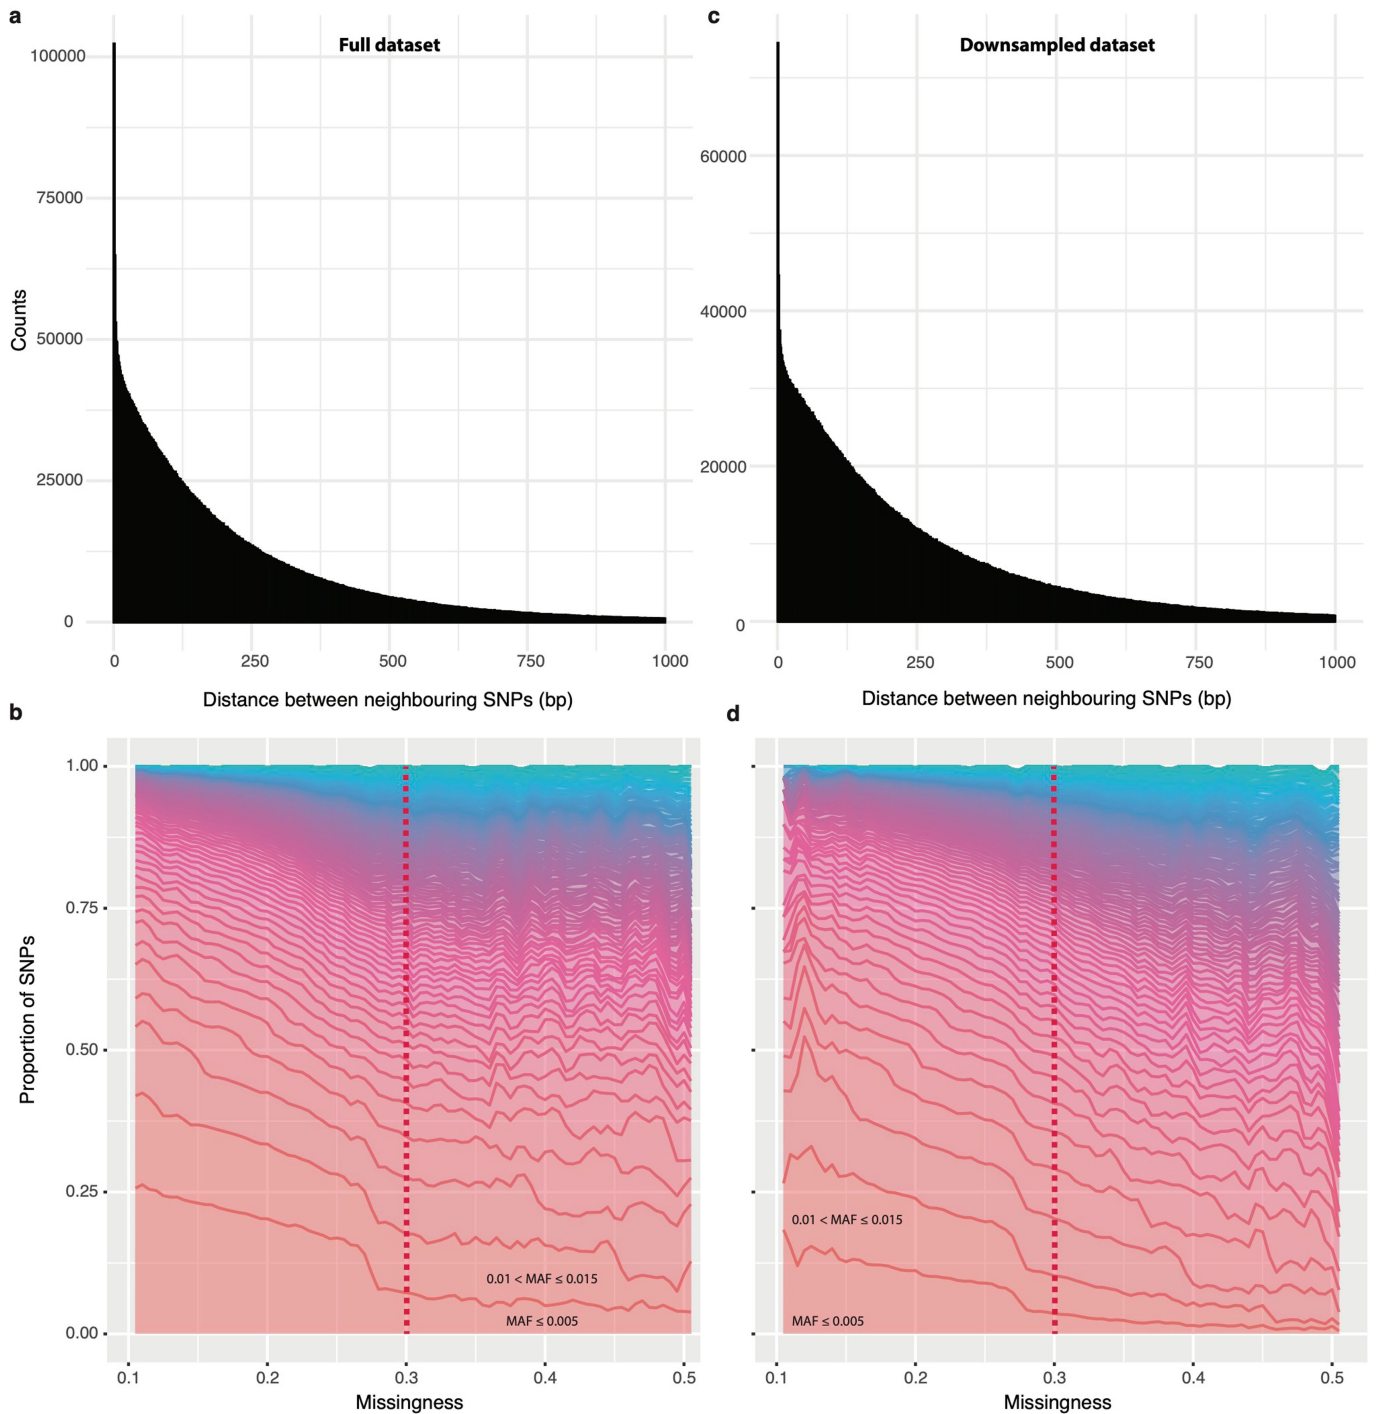 a
Full dataset
100000
75000
50000
25000
0
Counts
0 250 500 750 1000
Distance between neighbouring SNPs (bp)
c
Downsampled dataset
60000
40000
20000
0
0 250 500 750 1000
Distance between neighbouring SNPs (bp)
b
1.00
0.75
0.50
0.25
0.00
Proportion of SNPs
0.01 < MAF ≤ 0.015
MAF ≤ 0.005
0.1 0.2 0.3 0.4 0.5
Missingness
d
0.01 < MAF ≤ 0.015
MAF ≤ 0.005
0.1 0.2 0.3 0.4 0.5
Missingness